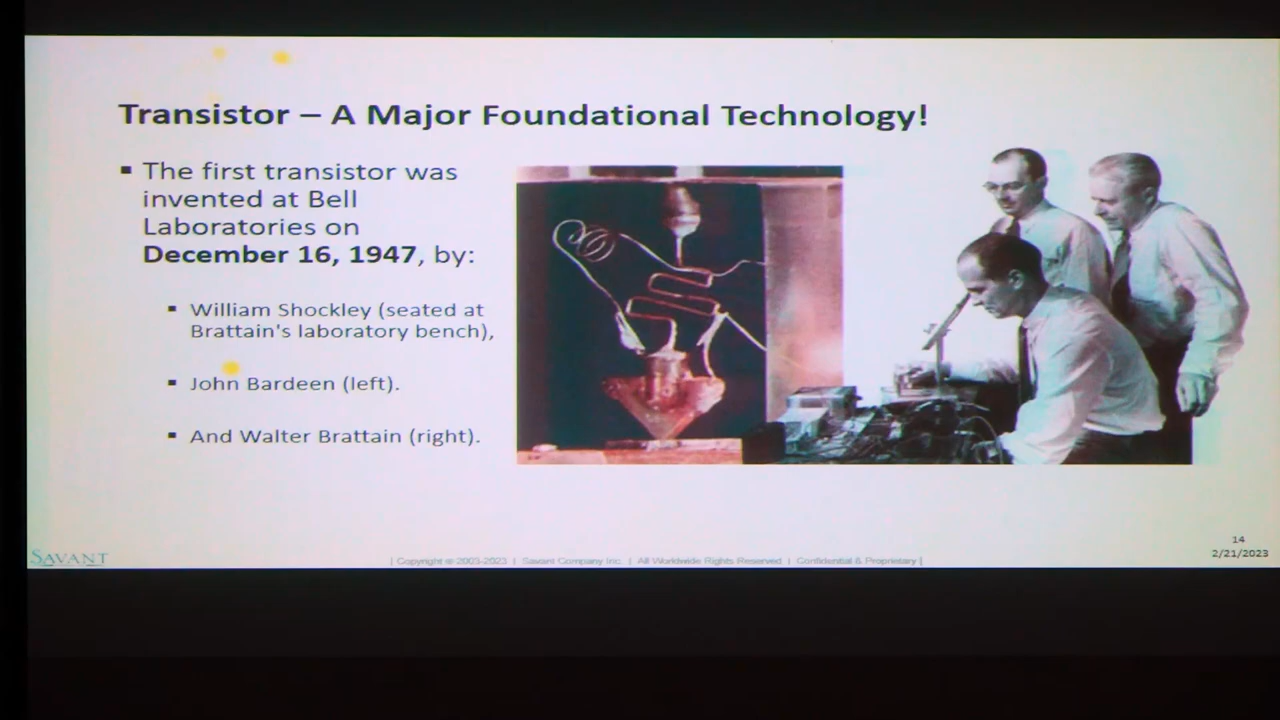 Transistor – A Major Foundational Technology!
▪ The first transistor was
invented at Bell
Laboratories on
December 16, 1947, by:
▪ William Shockley (seated at
Brattain's laboratory bench),
▪ John Bardeen (left).
▪ And Walter Brattain (right).
SAVANT
| Copyright © 2003-2023 | Savant Company Inc. | All Worldwide Rights Reserved | Confidential & Proprietary |
14
2/21/2023